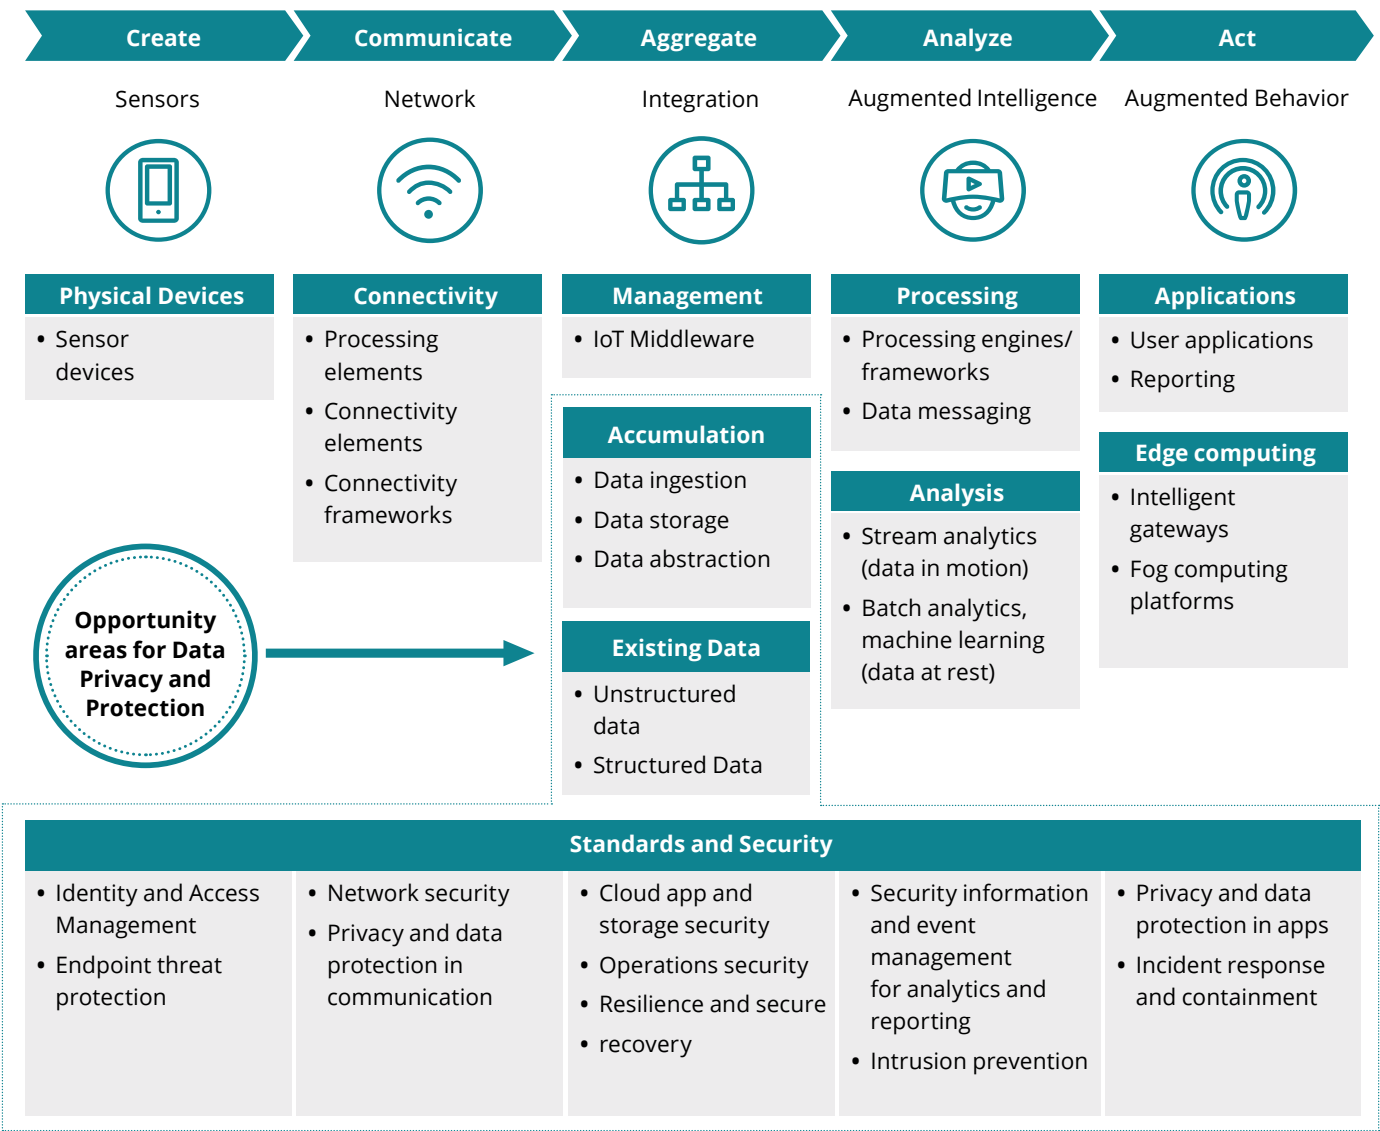 Create
Communicate
Aggregate
Analyze
Act
Sensors
Network
Integration
Augmented Intelligence
Augmented Behavior
Physical Devices
• Sensor
devices
Connectivity
• Processing
elements
• Connectivity
elements
• Connectivity
frameworks
Management
• IoT Middleware
Accumulation
• Data ingestion
• Data storage
• Data abstraction
Existing Data
• Unstructured
data
• Structured Data
Processing
• Processing engines/
frameworks
• Data messaging
Analysis
• Stream analytics
(data in motion)
• Batch analytics,
machine learning
(data at rest)
Applications
• User applications
• Reporting
Edge computing
• Intelligent
gateways
• Fog computing
platforms
Opportunity
areas for Data
Privacy and
Protection
Standards and Security
• Identity and Access
Management
• Endpoint threat
protection
• Network security
• Privacy and data
protection in
communication
• Cloud app and
storage security
• Operations security
• Resilience and secure
• recovery
• Security information
and event
management
for analytics and
reporting
• Intrusion prevention
• Privacy and data
protection in apps
• Incident response
and containment